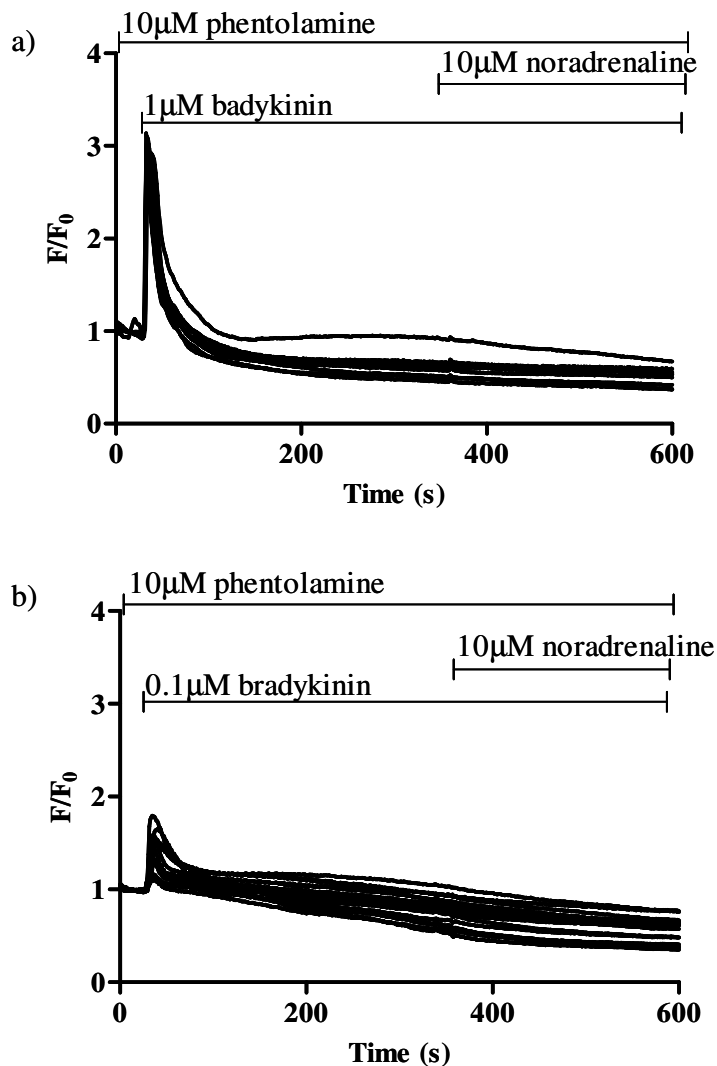 a)
10μM phentolamine
10μM noradrenaline
1μM badykinin
4
3
2
1
0
F/F0
0 200 400 600
Time (s)
b)
10μM phentolamine
10μM noradrenaline
0.1μM bradykinin
4
3
2
1
0
F/F0
0 200 400 600
Time (s)